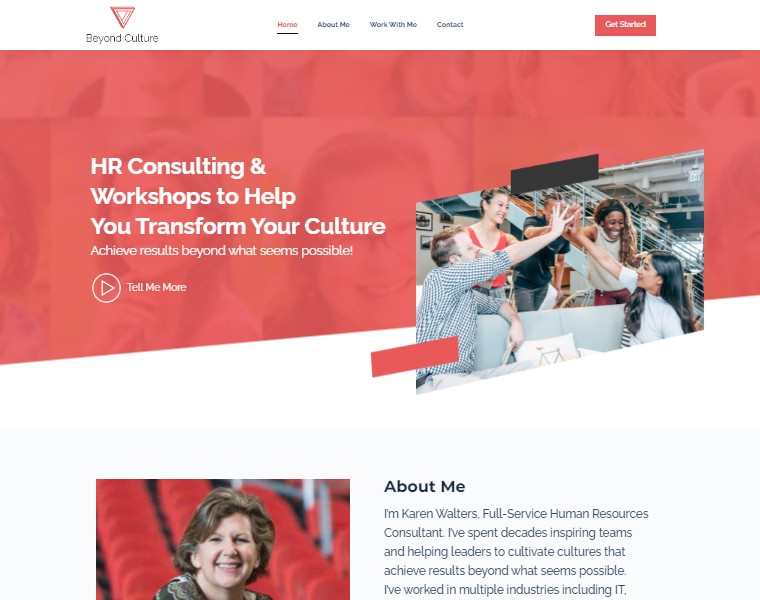 Beyond Culture
Home
About Me
Work With Me
Contact
Get Started
HR Consulting &
Workshops to Help
You Transform Your Culture
Achieve results beyond what seems possible!
Tell Me More
EXIT
About Me
I'm Karen Walters, Full-Service Human Resources
Consultant. I've spent decades inspiring teams
and helping leaders to cultivate cultures that
achieve results beyond what seems possible.
I've worked in multiple industries including IT,